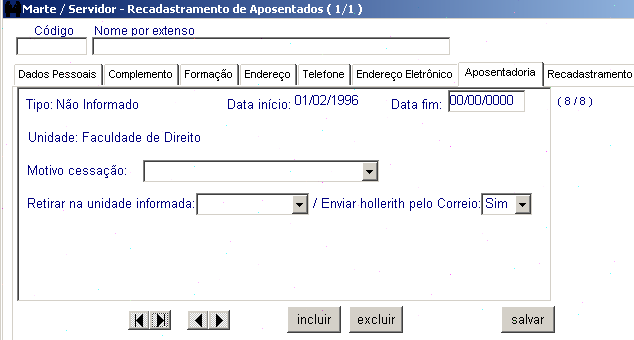 Marte / Servidor - Recadastramento de Aposentados ( 1/1 )
Código Nome por extenso
Dados Pessoais Complemento Formação Endereço Telefone Endereço Eletrônico Aposentadoria Recadastramento
Tipo: Não Informado Data início: 01/02/1996 Data fim: 00/00/0000 ( 8 / 8 )
Unidade: Faculdade de Direito
Motivo cessação:
Retirar na unidade informada: / Enviar hollerith pelo Correio: Sim
incluir excluir salvar